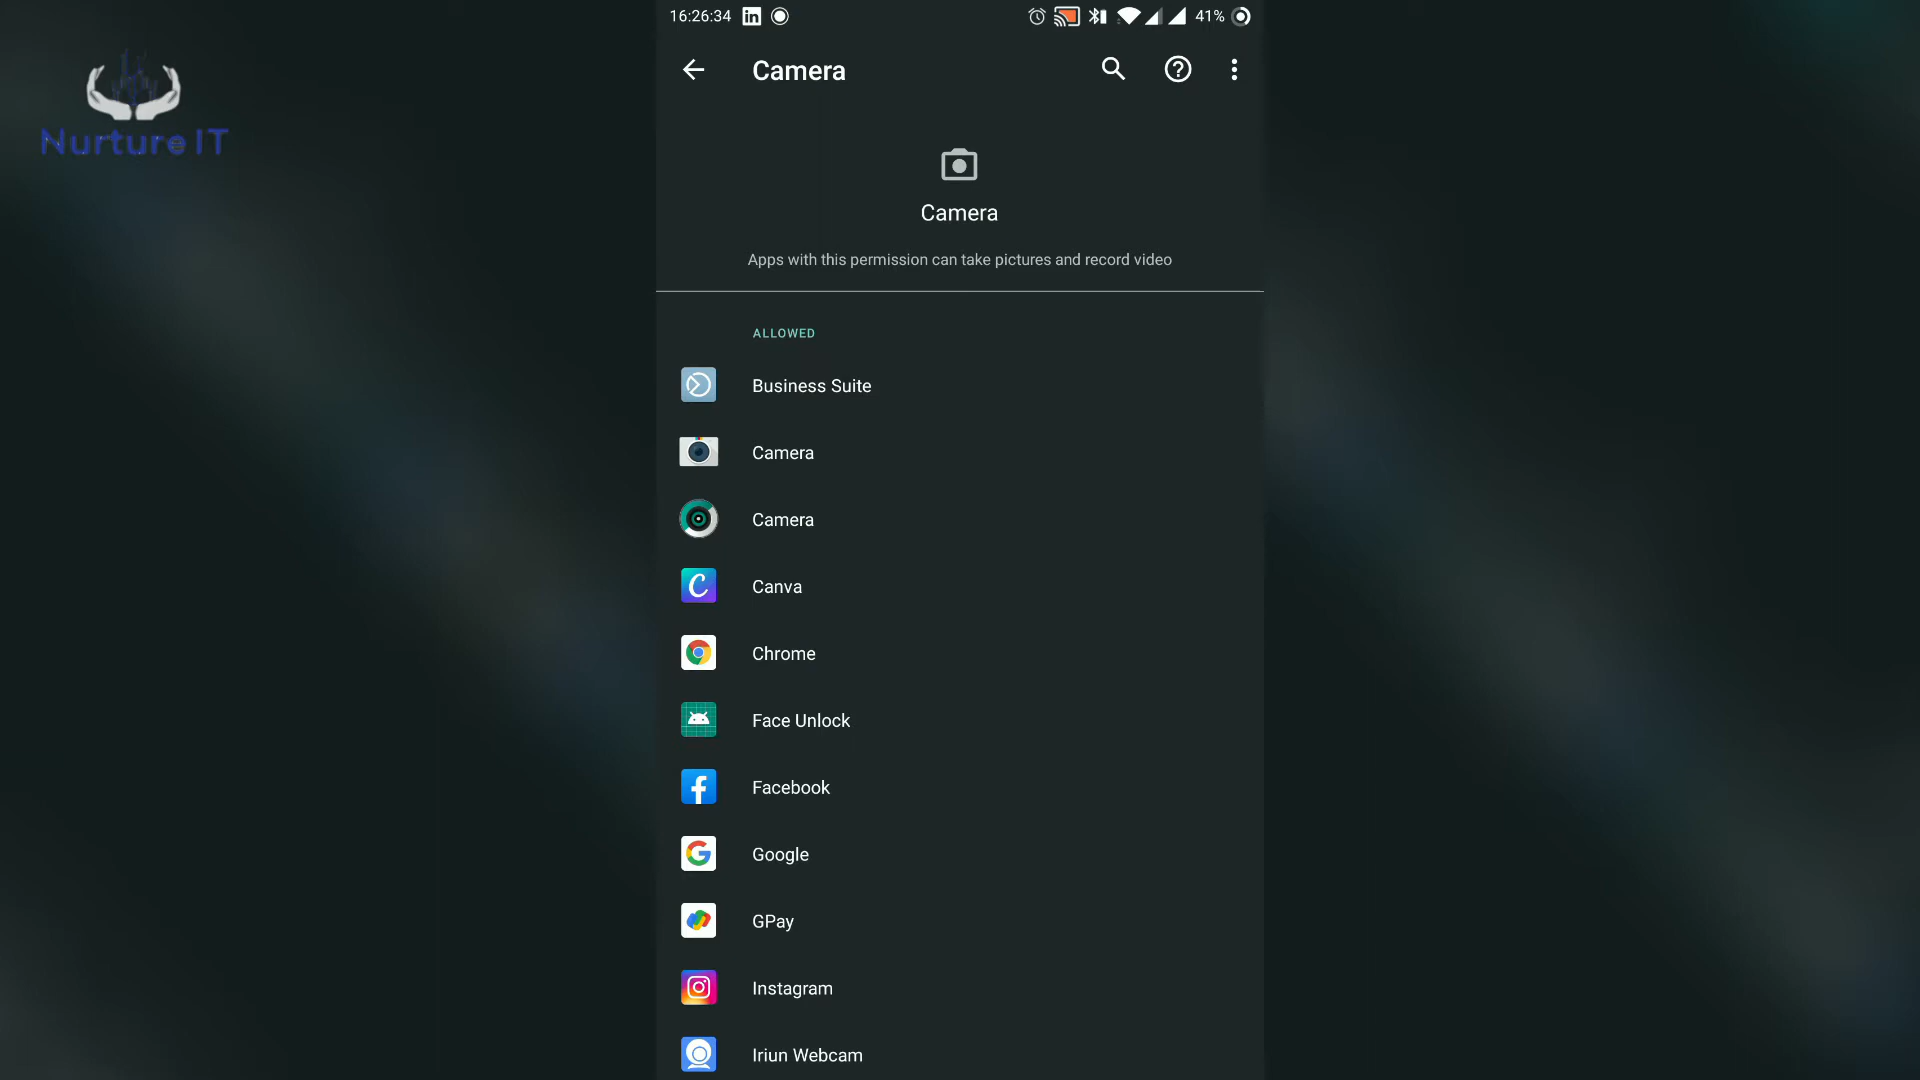 16:26:34
41%
Nurture IT
Camera
Camera
Apps with this permission can take pictures and record video
ALLOWED
Business Suite
Camera
Camera
Canva
Chrome
Face Unlock
Facebook
Google
GPay
Instagram
Iriun Webcam